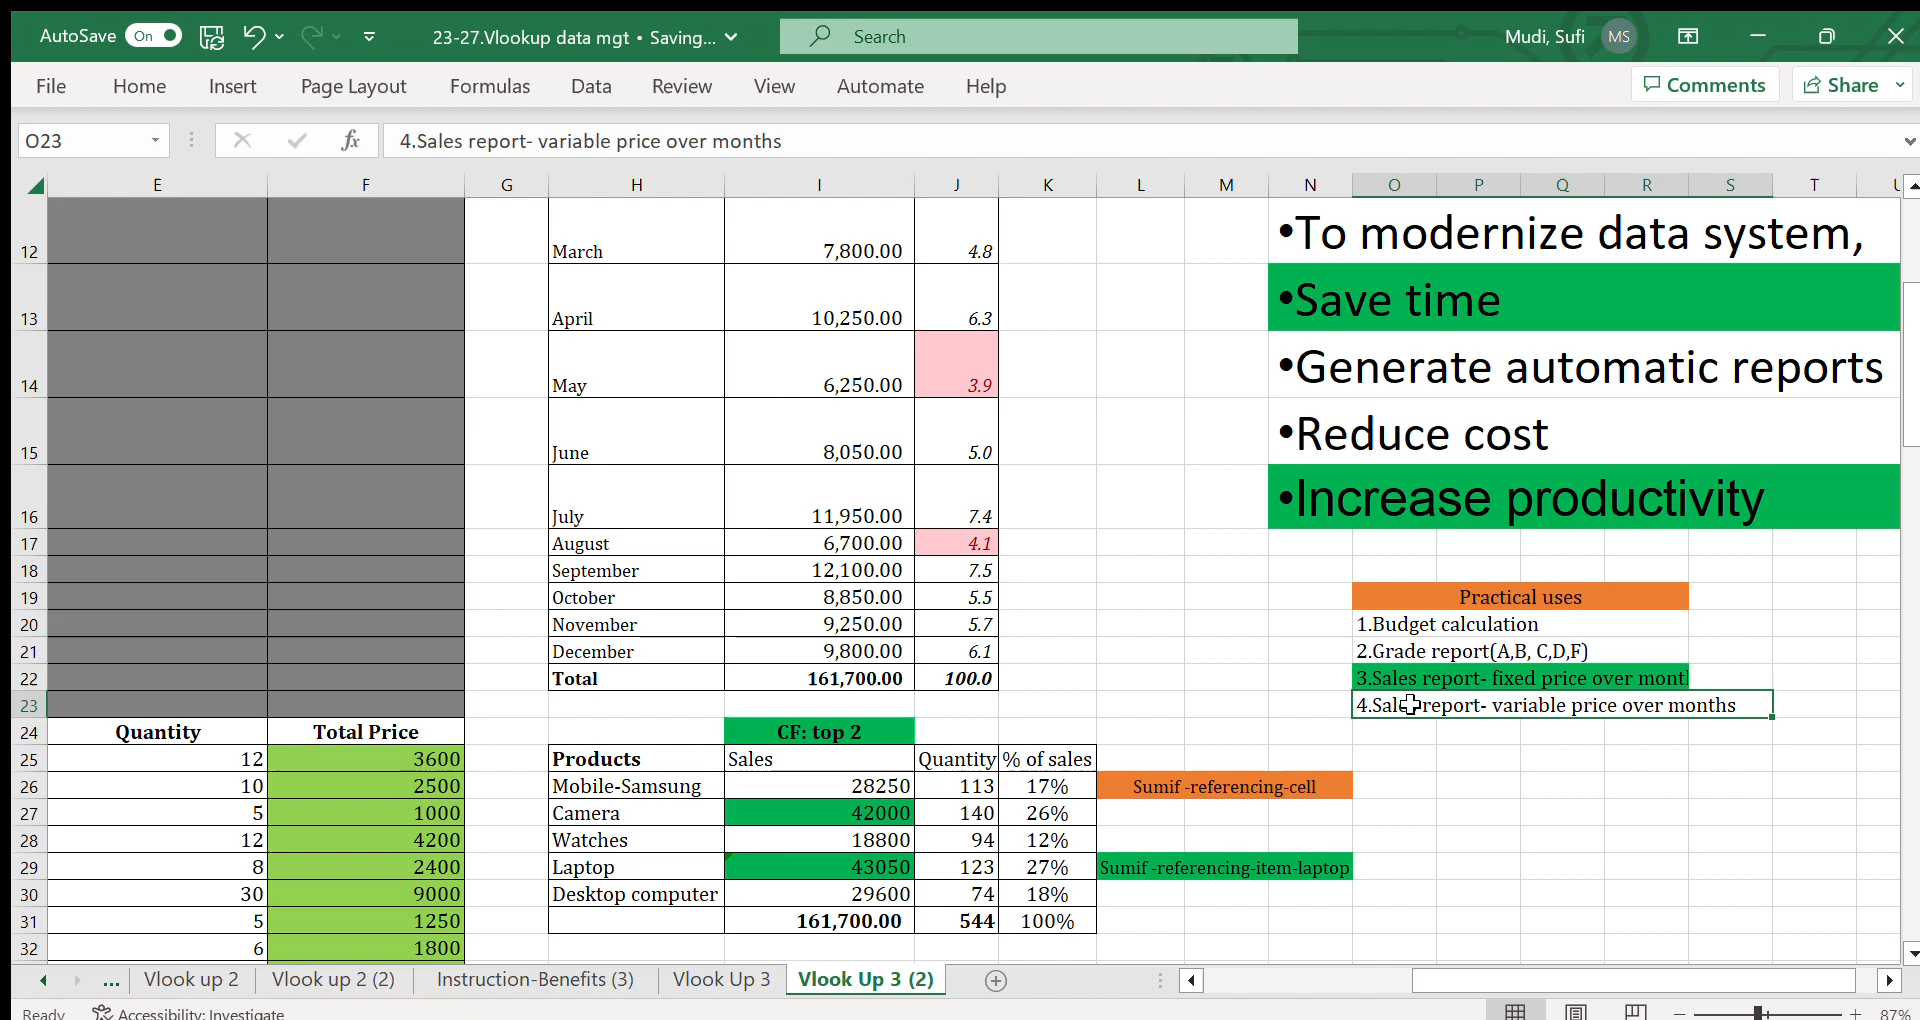 AutoSave On 23-27.Vlookup data mgt • Saving... Search Mudi, Sufi MS
File Home Insert Page Layout Formulas Data Review View Automate Help Comments Share
O23 fx 4.Sales report- variable price over months
E F G H I J K L M N O P Q R S T
12 March 7,800.00 4.8 •To modernize data system,
13 April 10,250.00 6.3 •Save time
14 May 6,250.00 3.9 •Generate automatic reports
15 June 8,050.00 5.0 •Reduce cost
16 July 11,950.00 7.4 •Increase productivity
17 August 6,700.00 4.1
18 September 12,100.00 7.5
19 October 8,850.00 5.5 Practical uses
20 November 9,250.00 5.7 1.Budget calculation
21 December 9,800.00 6.1 2.Grade report(A,B, C,D,F)
22 Total 161,700.00 100.0 3.Sales report- fixed price over mont
23 report- variable price over months
24 Quantity Total Price CF: top 2
25 12 3600 Products Sales Quantity % of sales
26 10 2500 Mobile-Samsung 28250 113 17% Sumif -referencing-cell
27 5 1000 Camera 42000 140 26%
28 12 4200 Watches 18800 94 12%
29 8 2400 Laptop 43050 123 27% Sumif -referencing-item-laptop
30 30 9000 Desktop computer 29600 74 18%
31 5 1250 161,700.00 544 100%
32 6 1800
... Vlook up 2 Vlook up 2 (2) Instruction-Benefits (3) Vlook Up 3 Vlook Up 3 (2)
Ready Accessibility: Investigate 87%